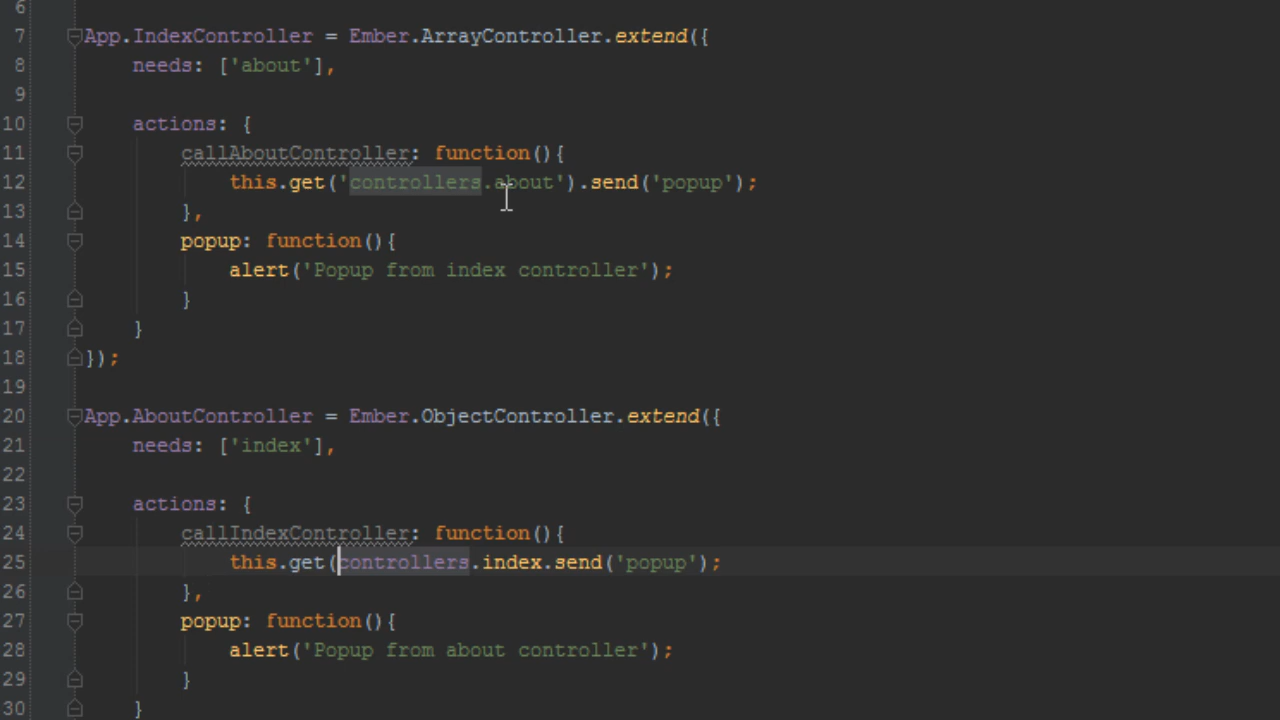 6
7 App.IndexController = Ember.ArrayController.extend({
8 needs: ['about'],
9
10 actions: {
11 callAboutController: function(){
12 this.get('controllers.about').send('popup');
13 },
14 popup: function(){
15 alert('Popup from index controller');
16 }
17 }
18 });
19
20 App.AboutController = Ember.ObjectController.extend({
21 needs: ['index'],
22
23 actions: {
24 callIndexController: function(){
25 this.get(controllers.index.send('popup');
26 },
27 popup: function(){
28 alert('Popup from about controller');
29 }
30 }